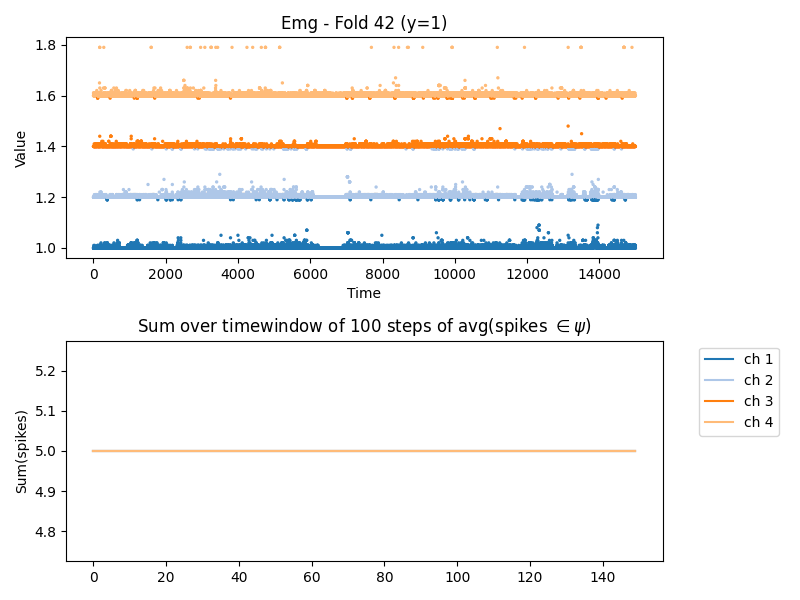 Emg - Fold 42 (y=1)
1.8
1.6
1.4
1.2
1.0
Value
0 2000 4000 6000 8000 10000 12000 14000
Time
Sum over timewindow of 100 steps of avg(spikes ∈ ψ)
5.2
5.1
5.0
4.9
4.8
Sum(spikes)
0 20 40 60 80 100 120 140
ch 1
ch 2
ch 3
ch 4